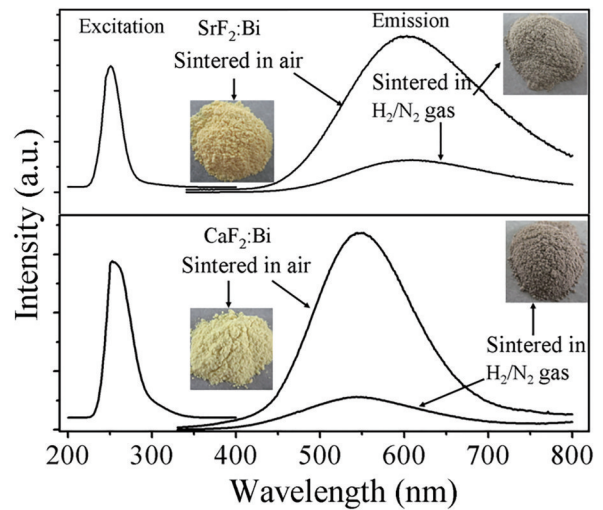 Excitation
SrF₂:Bi
Emission
Sintered in air
Sintered in
H₂/N₂ gas
CaF₂:Bi
Sintered in air
Sintered in
H₂/N₂ gas
Intensity (a.u.)
200 300 400 500 600 700 800
Wavelength (nm)